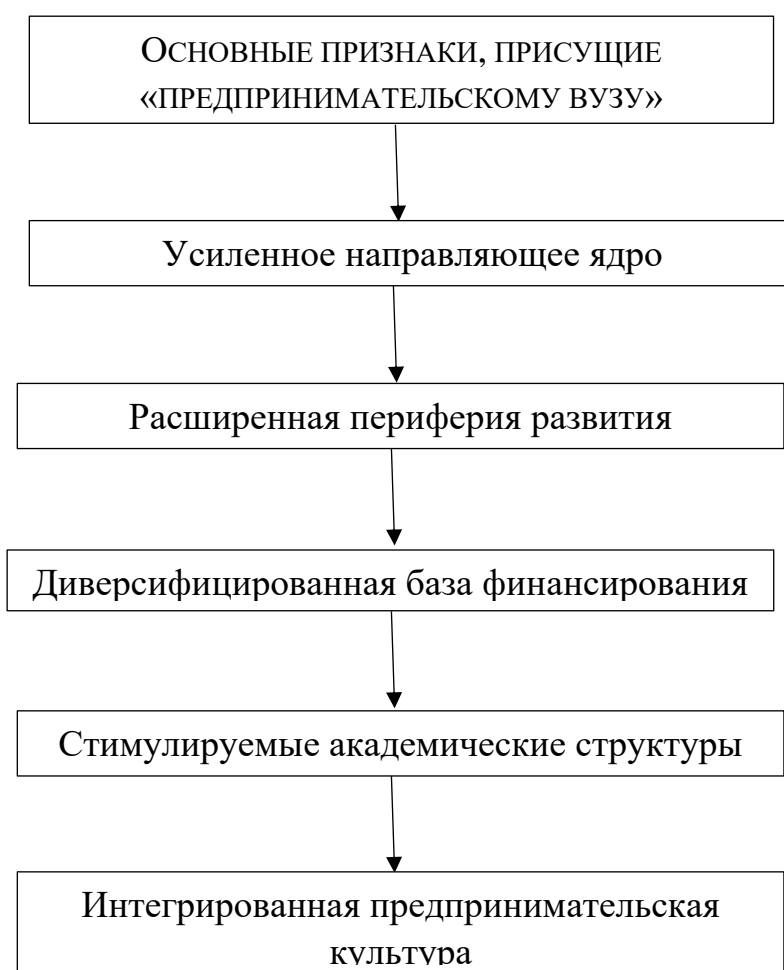 ОСНОВНЫЕ ПРИЗНАКИ, ПРИСУЩИЕ
«ПРЕДПРИНИМАТЕЛЬСКОМУ ВУЗУ»
Усиленное направляющее ядро
Расширенная периферия развития
Диверсифицированная база финансирования
Стимулируемые академические структуры
Интегрированная предпринимательская
культура